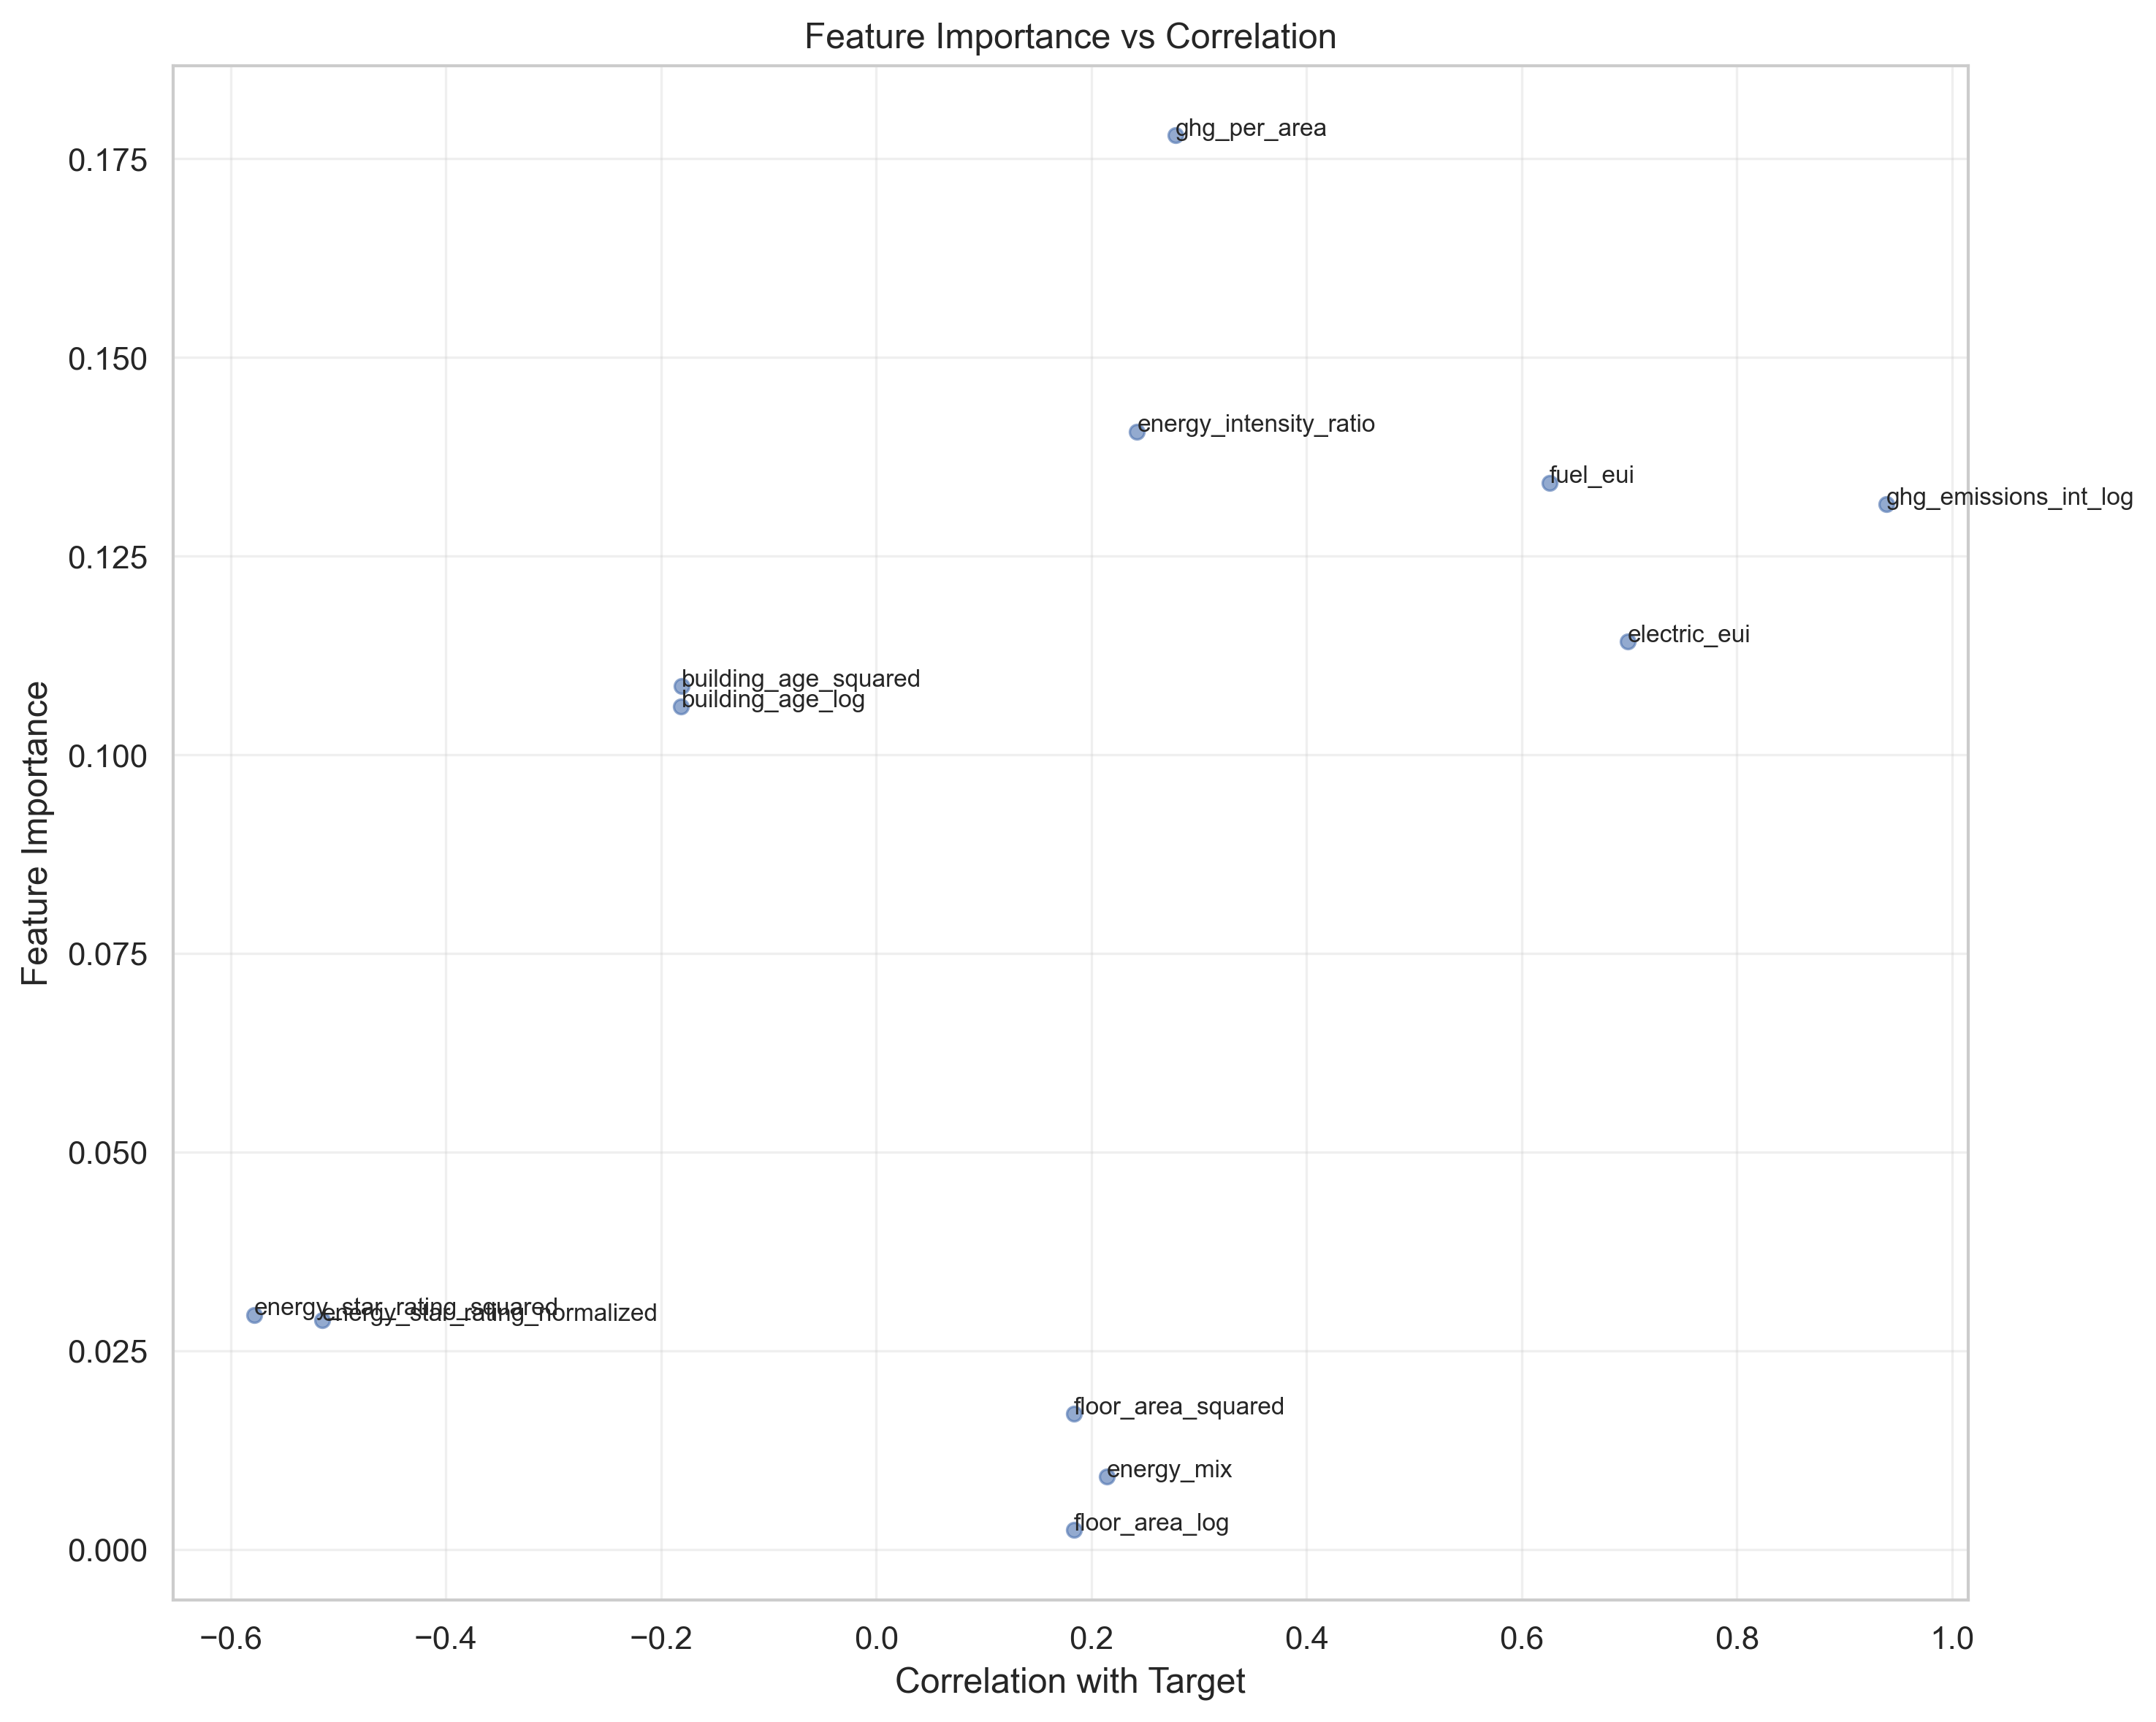 Feature Importance vs Correlation
ghg_per_area
0.175
0.150
energy_intensity_ratio
fuel_eui
ghg_emissions_int_log
0.125
electric_eui
building_age_squared
building_age_log
0.100
Feature Importance
0.075
0.050
energy_star_rating_squared
energy_star_rating_normalized
0.025
floor_area_squared
energy_mix
floor_area_log
0.000
−0.6 −0.4 −0.2 0.0 0.2 0.4 0.6 0.8 1.0
Correlation with Target